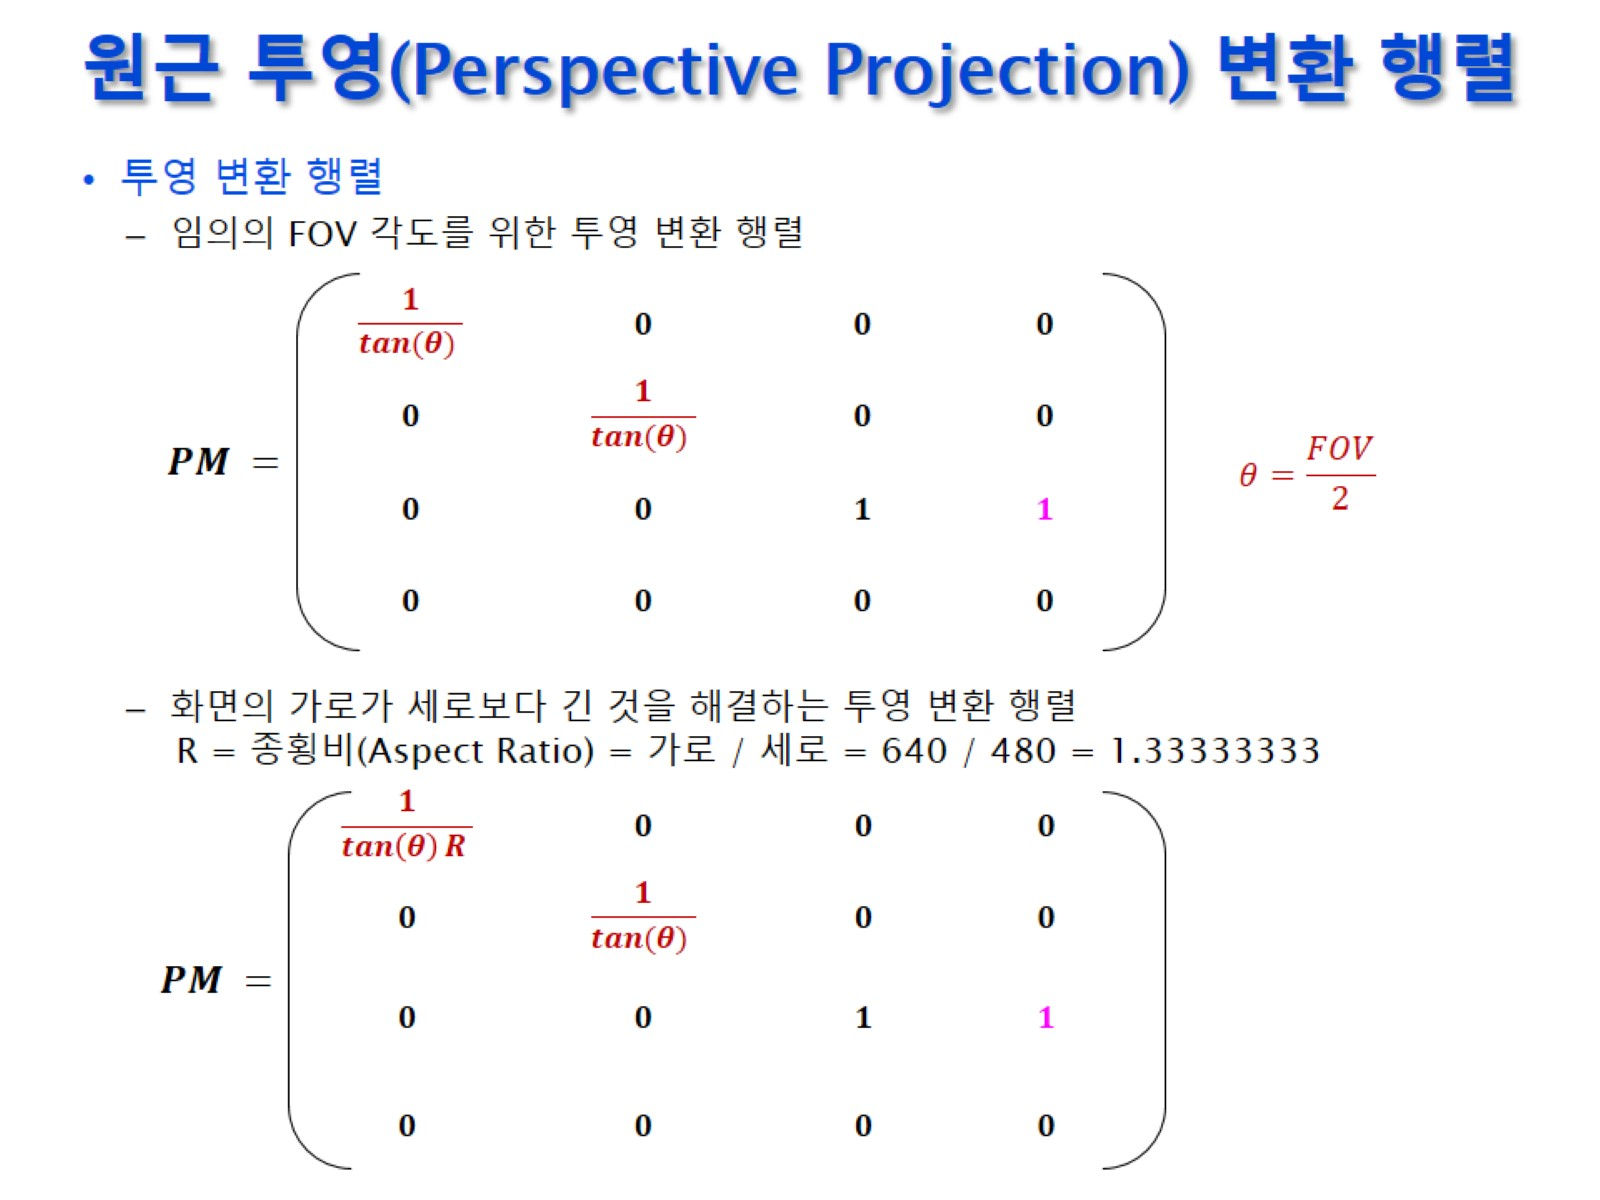 원근 투영(Perspective Projection) 변환 행렬
• 투영 변환 행렬
– 임의의 FOV 각도를 위한 투영 변환 행렬
PM =
1/tan(θ) 0 0 0
0 1/tan(θ) 0 0
0 0 1 1
0 0 0 0
θ = FOV/2
– 화면의 가로가 세로보다 긴 것을 해결하는 투영 변환 행렬
R = 종횡비(Aspect Ratio) = 가로 / 세로 = 640 / 480 = 1.33333333
PM =
1/tan(θ) R 0 0 0
0 1/tan(θ) 0 0
0 0 1 1
0 0 0 0